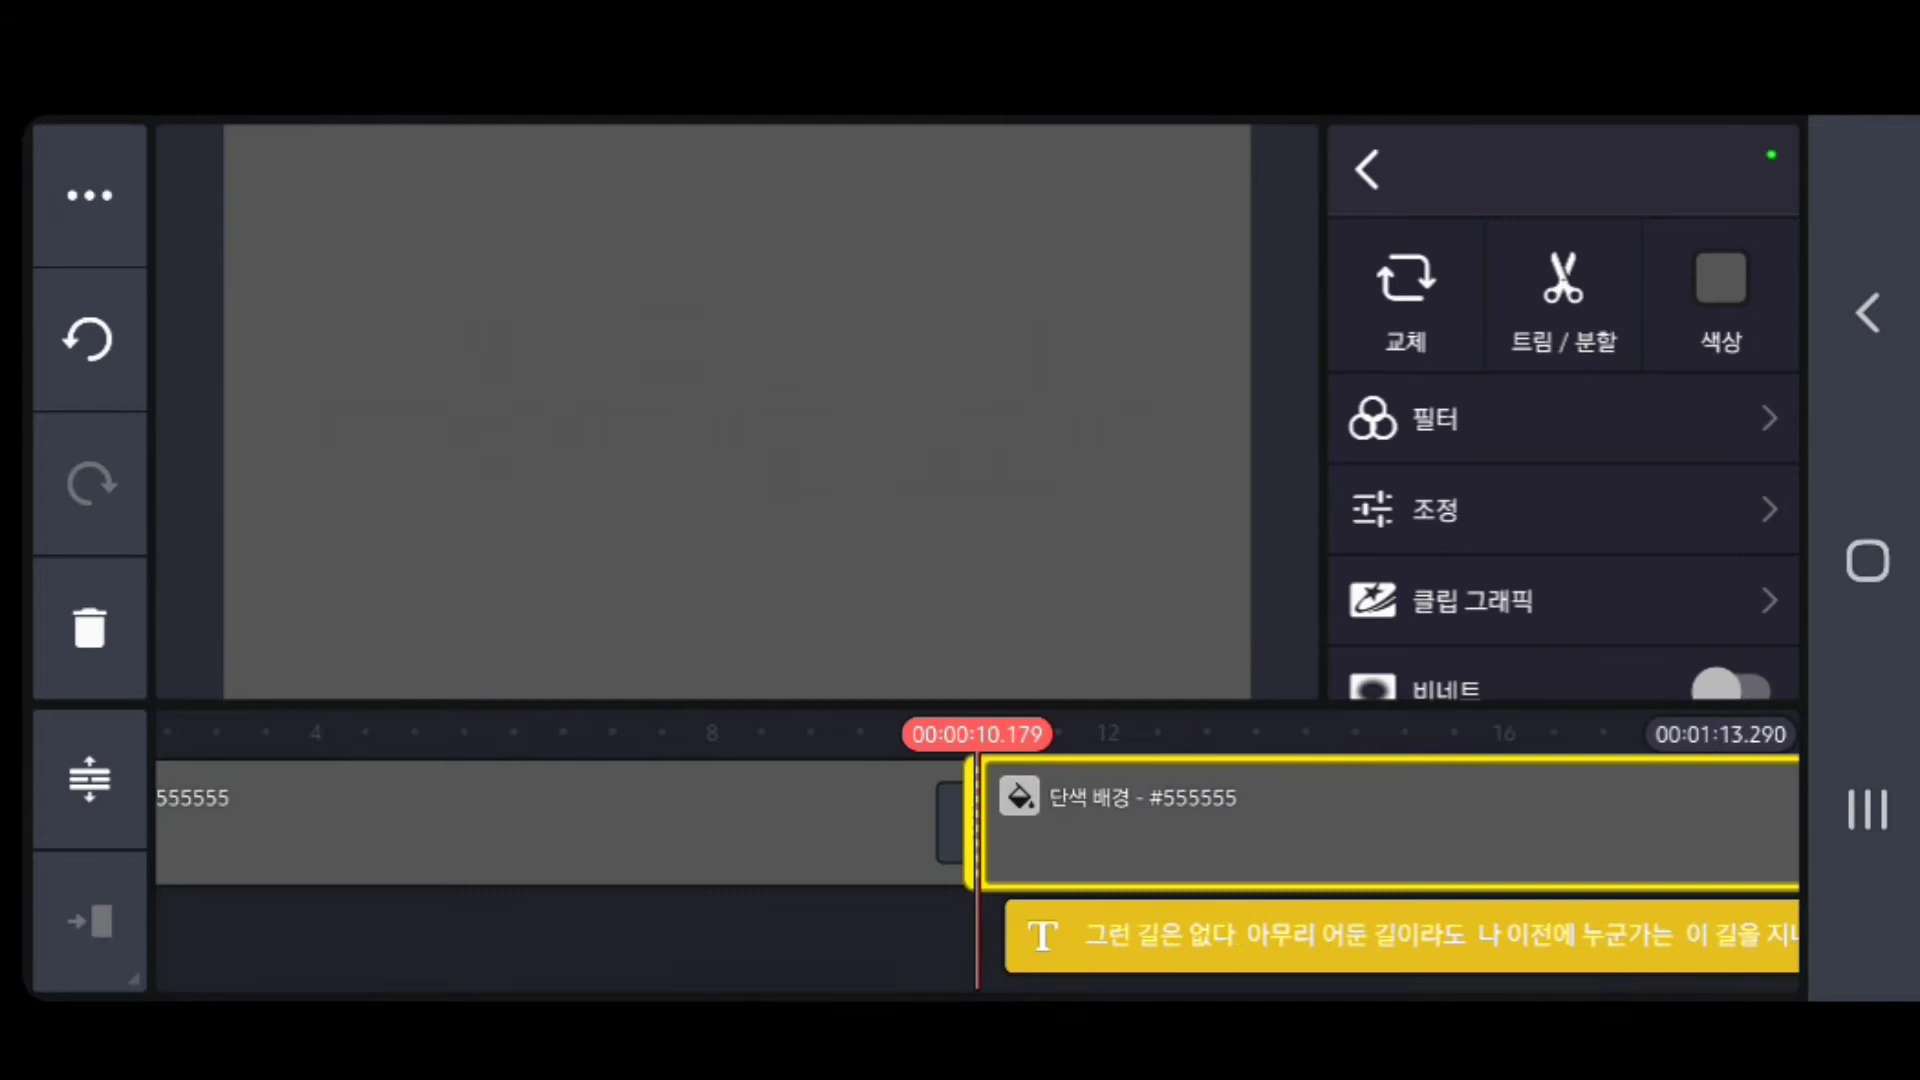 교체
트림 / 분할
색상
필터
조정
클립 그래픽
비네트
4
8
00:00:10.179
12
16
00:01:13.290
555555
단색 배경 - #555555
T
그런 길은 없다 아무리 어둔 길이라도 나 이전에 누군가는 이 길을